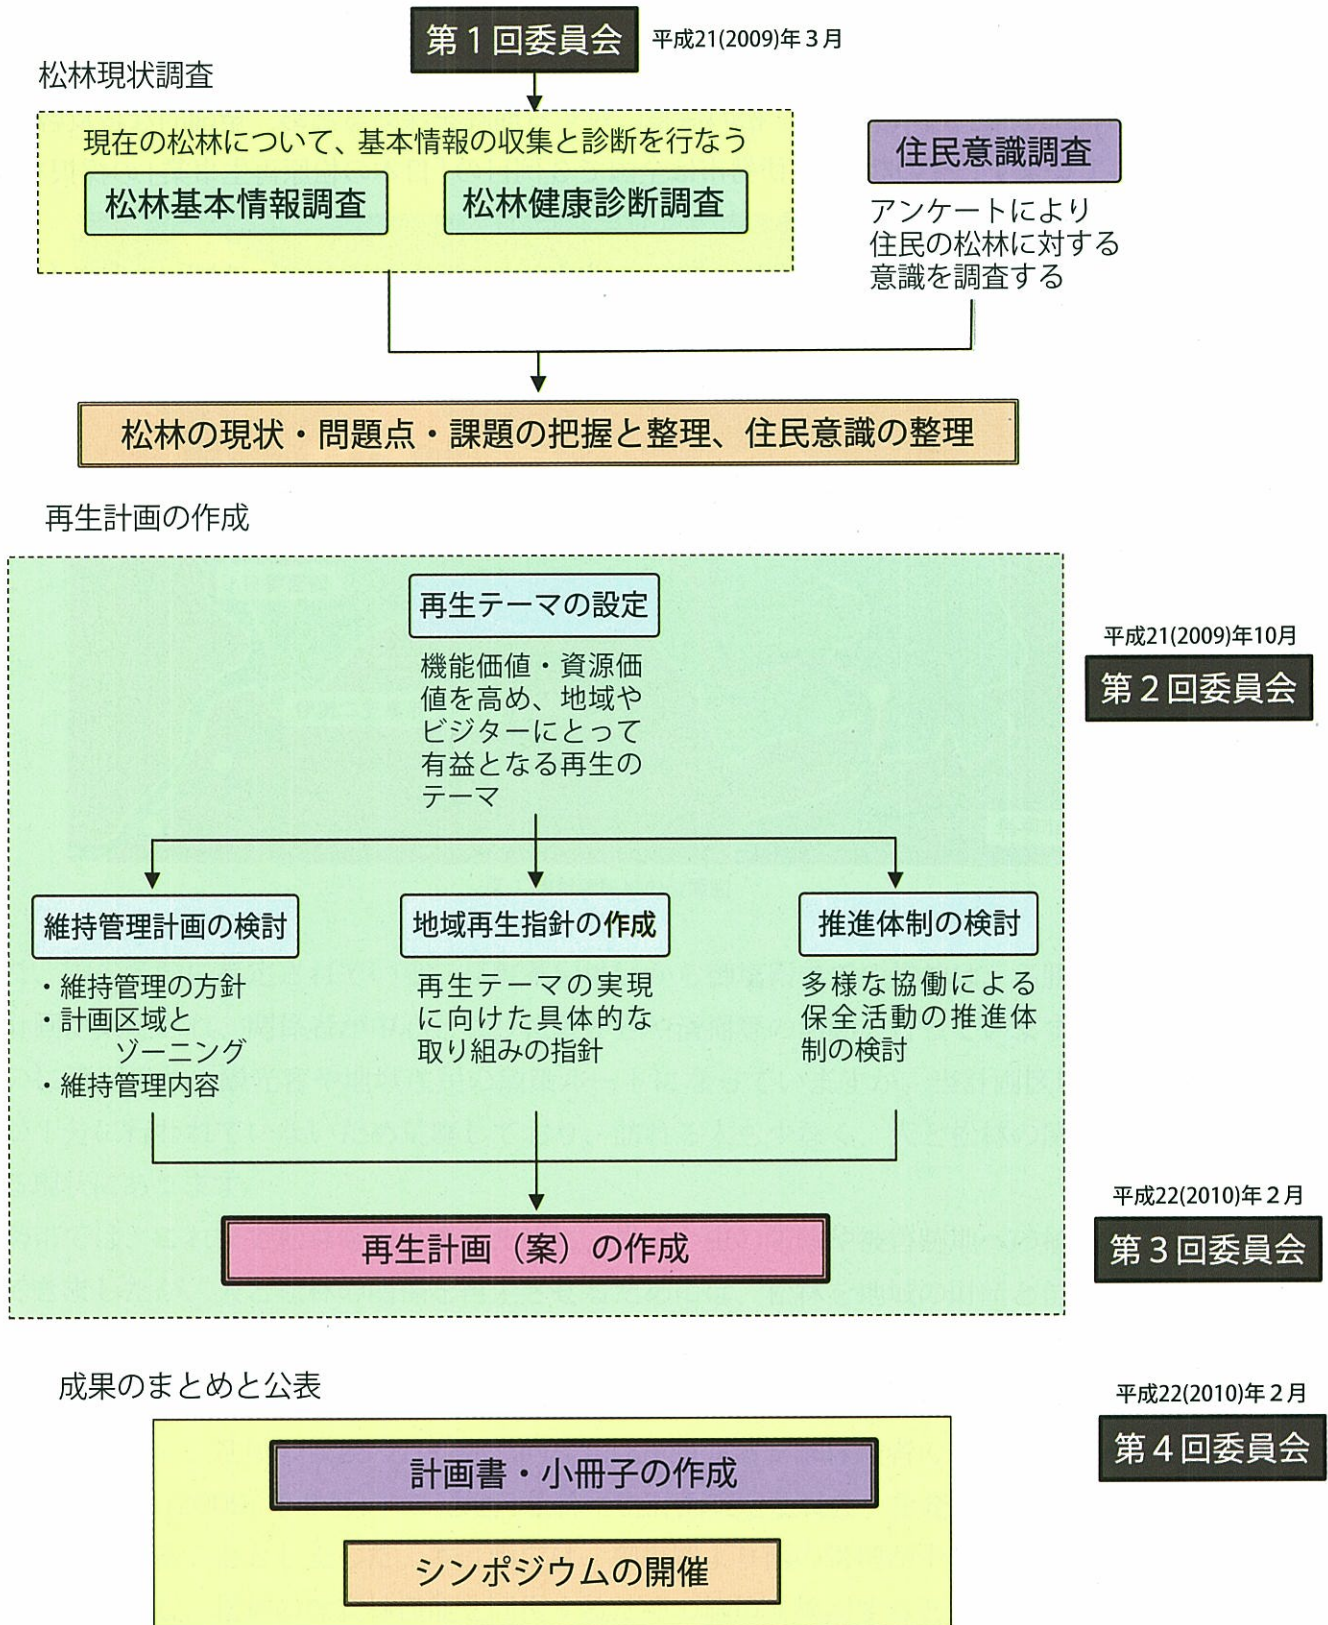 第1回委員会
平成21(2009)年3月
松林現状調査
現在の松林について、基本情報の収集と診断を行なう
松林基本情報調査
松林健康診断調査
住民意識調査
アンケートにより
住民の松林に対する
意識を調査する
松林の現状・問題点・課題の把握と整理、住民意識の整理
再生計画の作成
再生テーマの設定
機能価値・資源価
値を高め、地域や
ビジターにとって
有益となる再生の
テーマ
平成21(2009)年10月
第2回委員会
維持管理計画の検討
・維持管理の方針
・計画区域と
ゾーニング
・維持管理内容
地域再生指針の作成
再生テーマの実現
に向けた具体的な
取り組みの指針
推進体制の検討
多様な協働による
保全活動の推進体
制の検討
再生計画（案）の作成
平成22(2010)年2月
第3回委員会
成果のまとめと公表
平成22(2010)年2月
第4回委員会
計画書・小冊子の作成
シンポジウムの開催